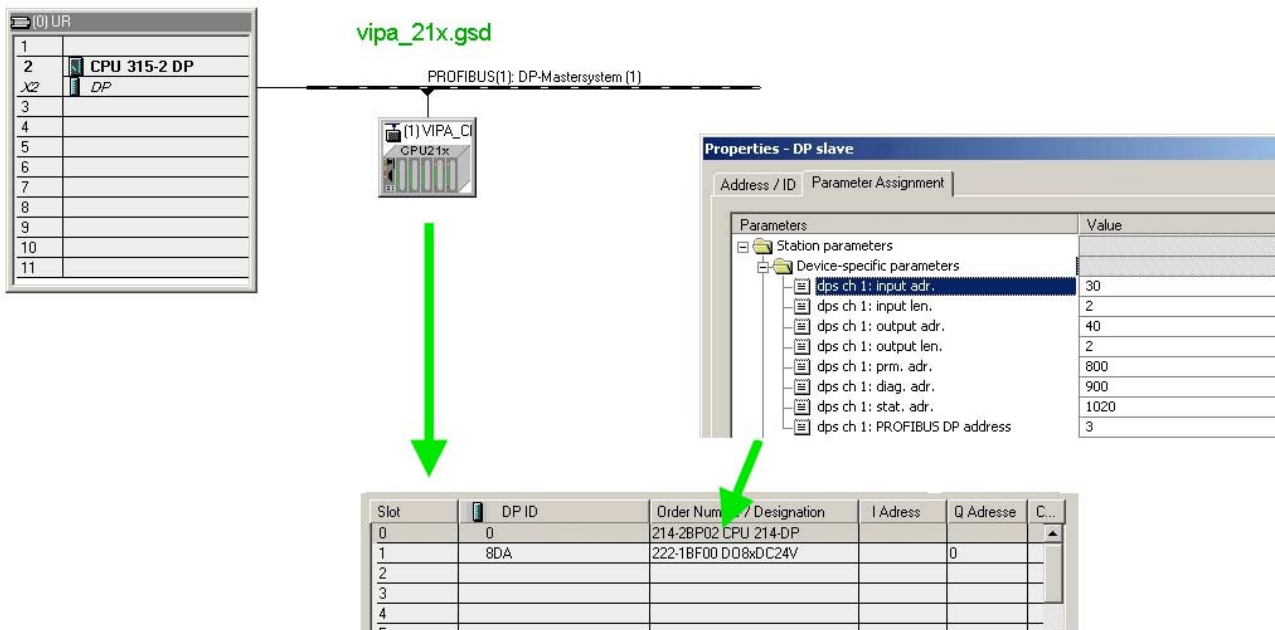 (0) UR
1
2 CPU 315-2 DP
X2 DP
3
4
5
6
7
8
9
10
11
vipa_21x.gsd
PROFIBUS(1): DP-Mastersystem (1)
(1) VIPA_
CPU21x
Properties - DP slave
Address / ID Parameter Assignment
Parameters Value
Station parameters
Device-specific parameters
dps ch 1: input adr. 30
dps ch 1: input len. 2
dps ch 1: output adr. 40
dps ch 1: output len. 2
dps ch 1: prm. adr. 800
dps ch 1: diag. adr. 900
dps ch 1: stat. adr. 1020
dps ch 1: PROFIBUS DP address 3
Slot DP ID Order / Designation I Adress Q Adresse C...
0 0 214-2BP02 CPU 214-DP
1 8DA 222-1BF00 DO8xDC24V 0
2
3
4